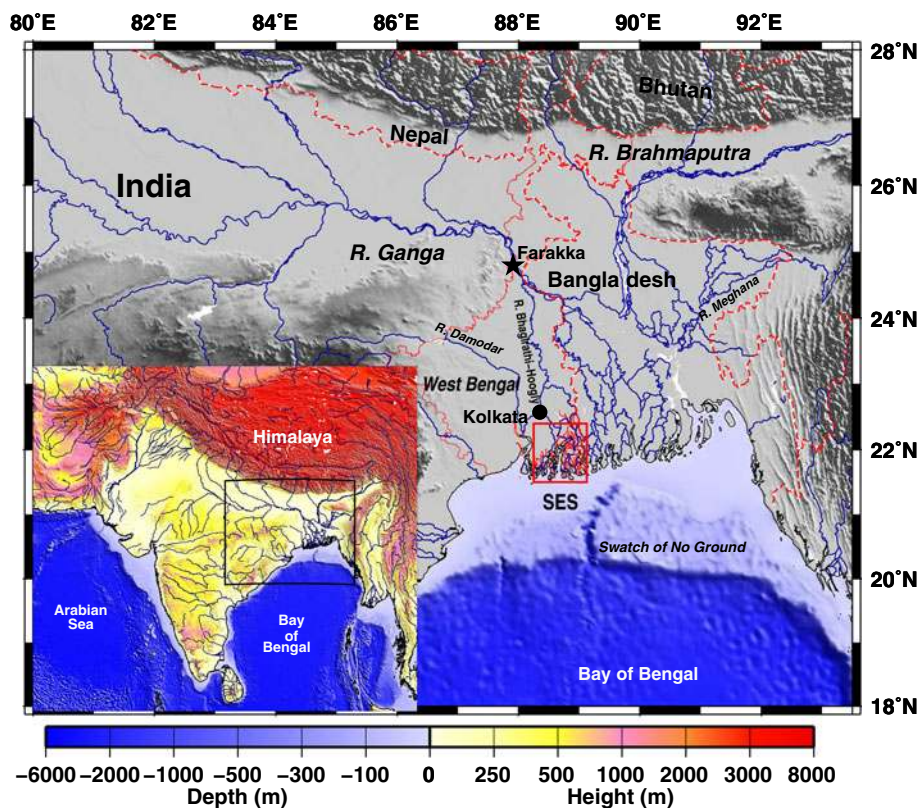 80˚E 82˚E 84˚E 86˚E 88˚E 90˚E 92˚E
28˚N
Bhutan
Nepal
R. Brahmaputra
India
26˚N
R. Ganga
Farakka
Bangla desh
R. Meghana
R. Bhagirathi-Hoogly
24˚N
R. Damodar
West Bengal
Kolkata
Himalaya
22˚N
SES
Swatch of No Ground
20˚N
Arabian
Sea
Bay
of
Bengal
Bay of Bengal
18˚N
−6000 −2000 −1000 −500 −300 −100 0 250 500 1000 2000 3000 8000
Depth (m) Height (m)